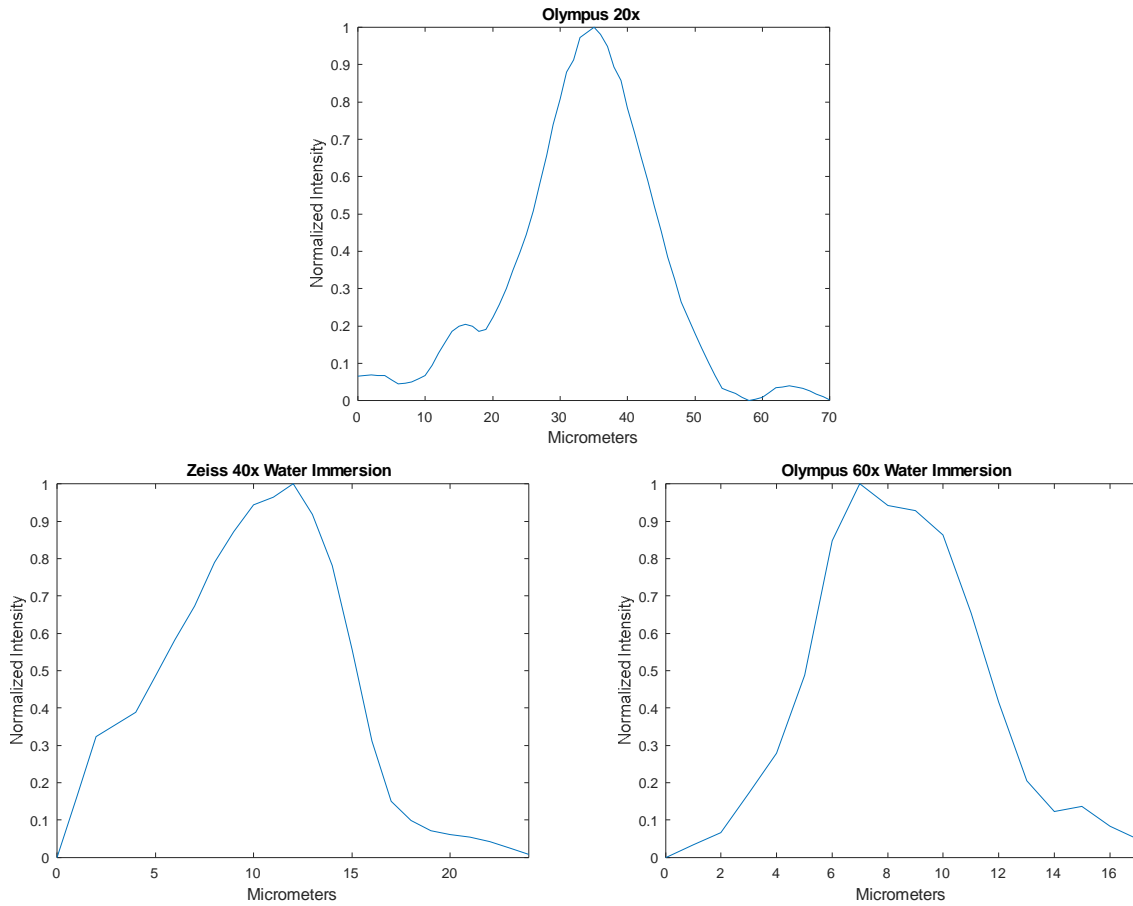 Olympus 20x
1
0.9
0.8
0.7
0.6
0.5
0.4
0.3
0.2
0.1
0
Normalized Intensity
0 10 20 30 40 50 60 70
Micrometers
Zeiss 40x Water Immersion
1
0.9
0.8
0.7
0.6
0.5
0.4
0.3
0.2
0.1
0
Normalized Intensity
0 5 10 15 20
Micrometers
Olympus 60x Water Immersion
1
0.9
0.8
0.7
0.6
0.5
0.4
0.3
0.2
0.1
0
Normalized Intensity
0 2 4 6 8 10 12 14 16
Micrometers